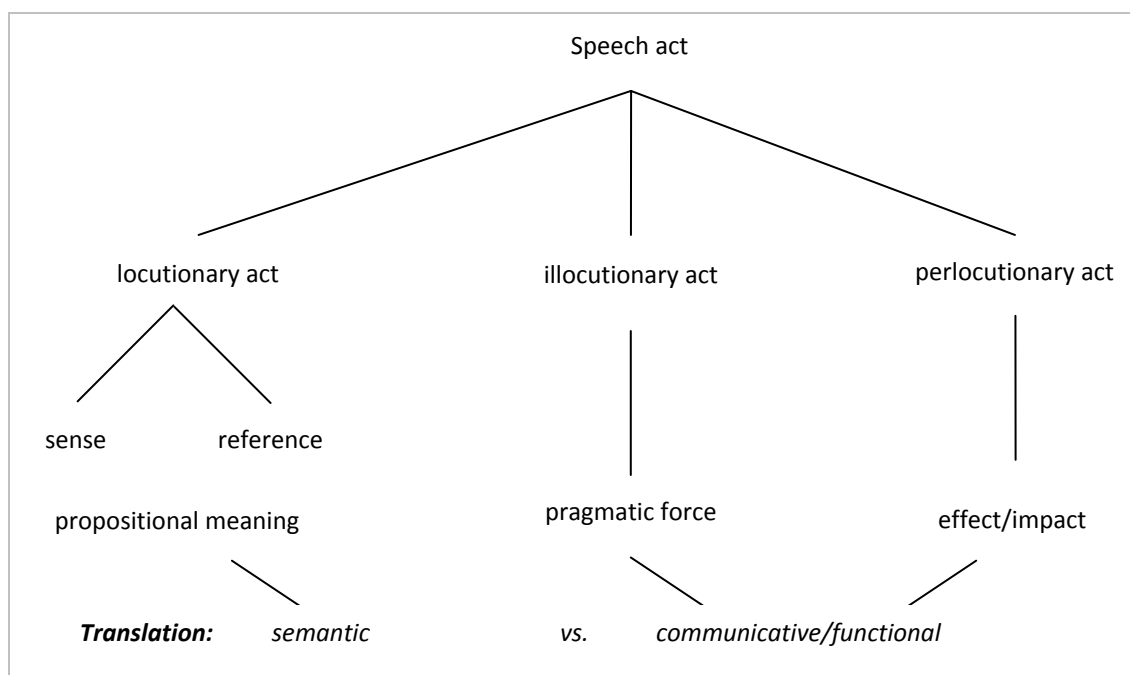 Speech act
locutionary act illocutionary act perlocutionary act
sense reference
propositional meaning pragmatic force effect/impact
Translation: semantic vs. communicative/functional